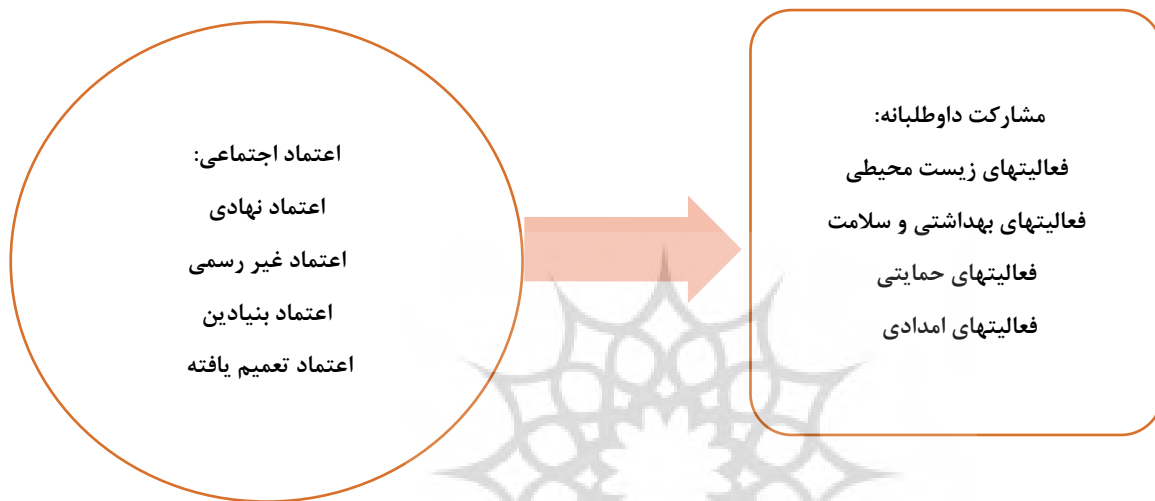 مشارکت داوطلبانه:
فعالیتهای زیست محیطی
فعالیتهای بهداشتی و سلامت
فعالیتهای حمایتی
فعالیتهای امدادی
اعتماد اجتماعی:
اعتماد نهادی
اعتماد غیر رسمی
اعتماد بنیادین
اعتماد تعمیم یافته